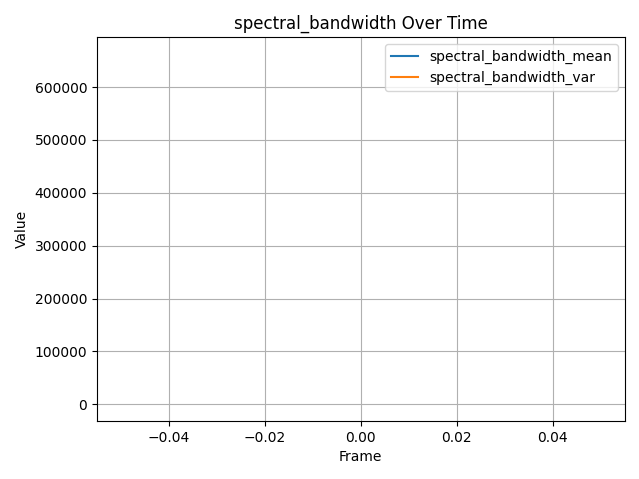 spectral_bandwidth Over Time
spectral_bandwidth_mean
spectral_bandwidth_var
600000
500000
400000
300000
200000
100000
0
Value
−0.04 −0.02 0.00 0.02 0.04
Frame